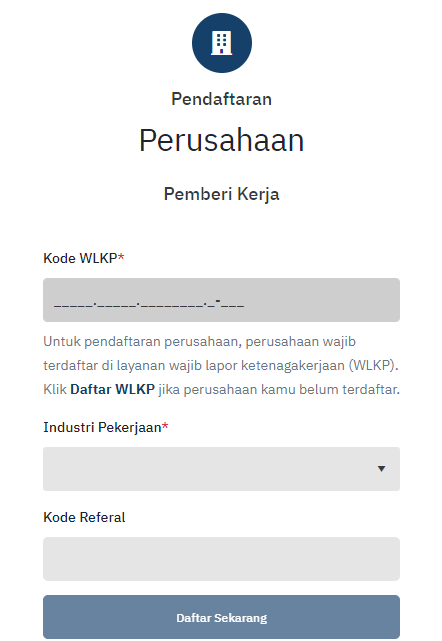 Pendaftaran
Perusahaan
Pemberi Kerja
Kode WLKP*
_____._____.________._-___
Untuk pendaftaran perusahaan, perusahaan wajib
terdaftar di layanan wajib lapor ketenagakerjaan (WLKP).
Klik Daftar WLKP jika perusahaan kamu belum terdaftar.
Industri Pekerjaan*
Kode Referal
Daftar Sekarang